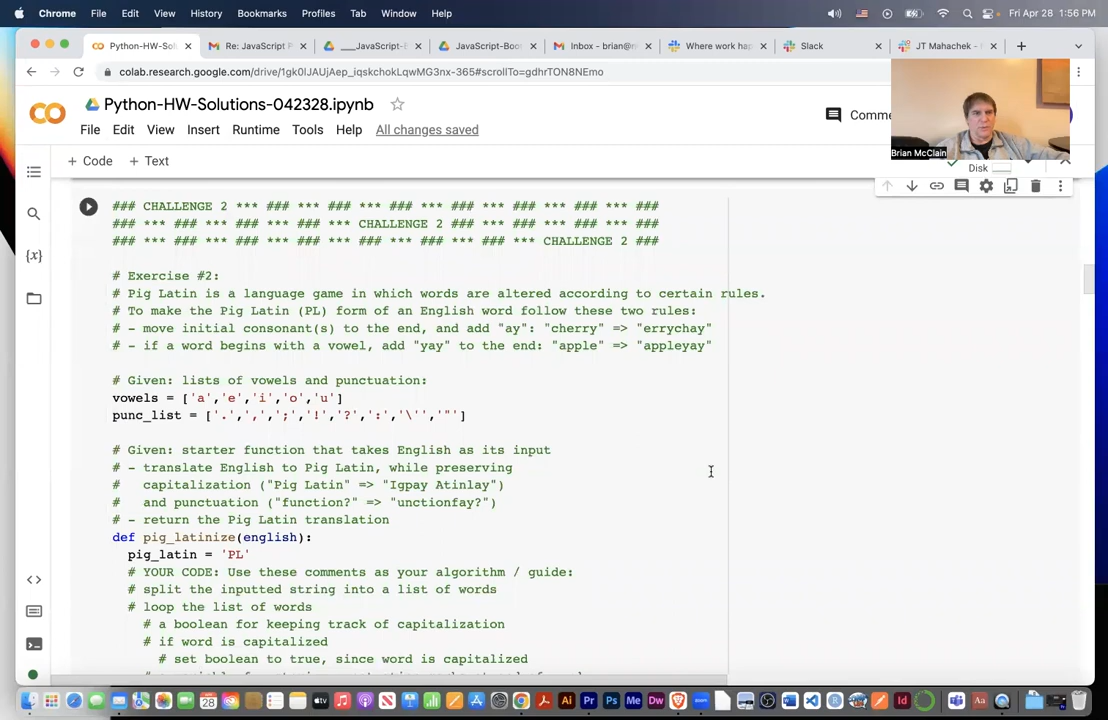 Chrome File Edit View History Bookmarks Profiles Tab Window Help Fri Apr 28 1:56 PM
Python-HW-Solu Re: JavaScript P ___JavaScript-E JavaScript-Boo Inbox - brian@n Where work hap Slack JT Mahachek -
colab.research.google.com/drive/1gk0lJAUjAep_iqskchokLqwMG3nx-365#scrollTo=gdhrTON8NEmo
Python-HW-Solutions-042328.ipynb
File Edit View Insert Runtime Tools Help All changes saved
Comme
Brian McClain
+ Code + Text
Disk
### CHALLENGE 2 *** ### *** ### *** ### *** ### *** ### *** ### *** ###
### *** ### *** ### *** ### *** CHALLENGE 2 ### *** ### *** ### *** ###
### *** ### *** ### *** ### *** ### *** ### *** ### *** CHALLENGE 2 ###
# Exercise #2:
# Pig Latin is a language game in which words are altered according to certain rules.
# To make the Pig Latin (PL) form of an English word follow these two rules:
# - move initial consonant(s) to the end, and add "ay": "cherry" => "errychay"
# - if a word begins with a vowel, add "yay" to the end: "apple" => "appleyay"
# Given: lists of vowels and punctuation:
vowels = ['a','e','i','o','u']
punc_list = ['.',',',';','!','?',':','\'','"']
# Given: starter function that takes English as its input
# - translate English to Pig Latin, while preserving
#   capitalization ("Pig Latin" => "Igpay Atinlay")
#   and punctuation ("function?" => "unctionfay?")
# - return the Pig Latin translation
def pig_latinize(english):
pig_latin = 'PL'
# YOUR CODE: Use these comments as your algorithm / guide:
# split the inputted string into a list of words
# loop the list of words
# a boolean for keeping track of capitalization
# if word is capitalized
# set boolean to true, since word is capitalized